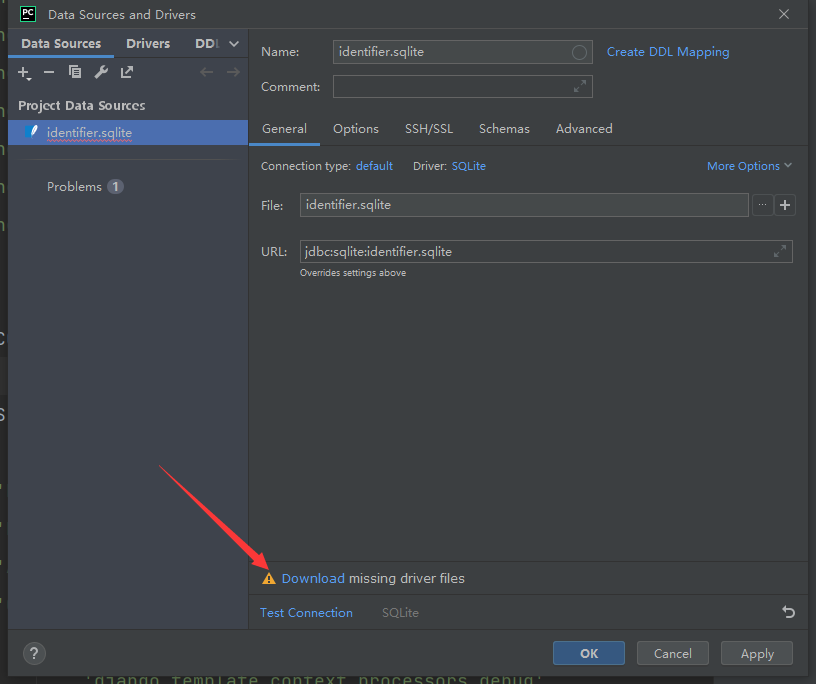 PC Data Sources and Drivers
Data Sources Drivers DDL
Project Data Sources
identifier.sqlite
Problems 1
Name: identifier.sqlite Create DDL Mapping
Comment:
General Options SSH/SSL Schemas Advanced
Connection type: default Driver: SQLite More Options
File: identifier.sqlite ... +
URL: jdbc:sqlite:identifier.sqlite
Overrides settings above
Download missing driver files
Test Connection SQLite
? OK Cancel Apply
'django.template.context_processors.debug'